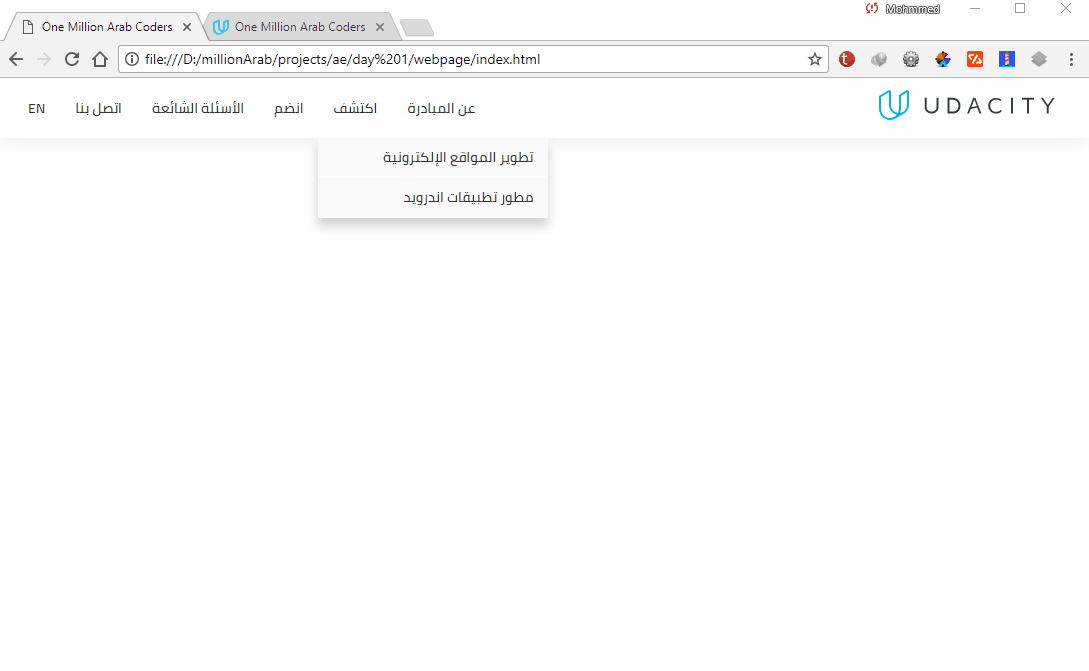 Mohmmed
One Million Arab Coders
One Million Arab Coders
file:///D:/millionArab/projects/ae/day%201/webpage/index.html
UDACITY
عن المبادرة
اكتشف
انضم
الأسئلة الشائعة
اتصل بنا
EN
تطوير المواقع الإلكترونية
مطور تطبيقات اندرويد